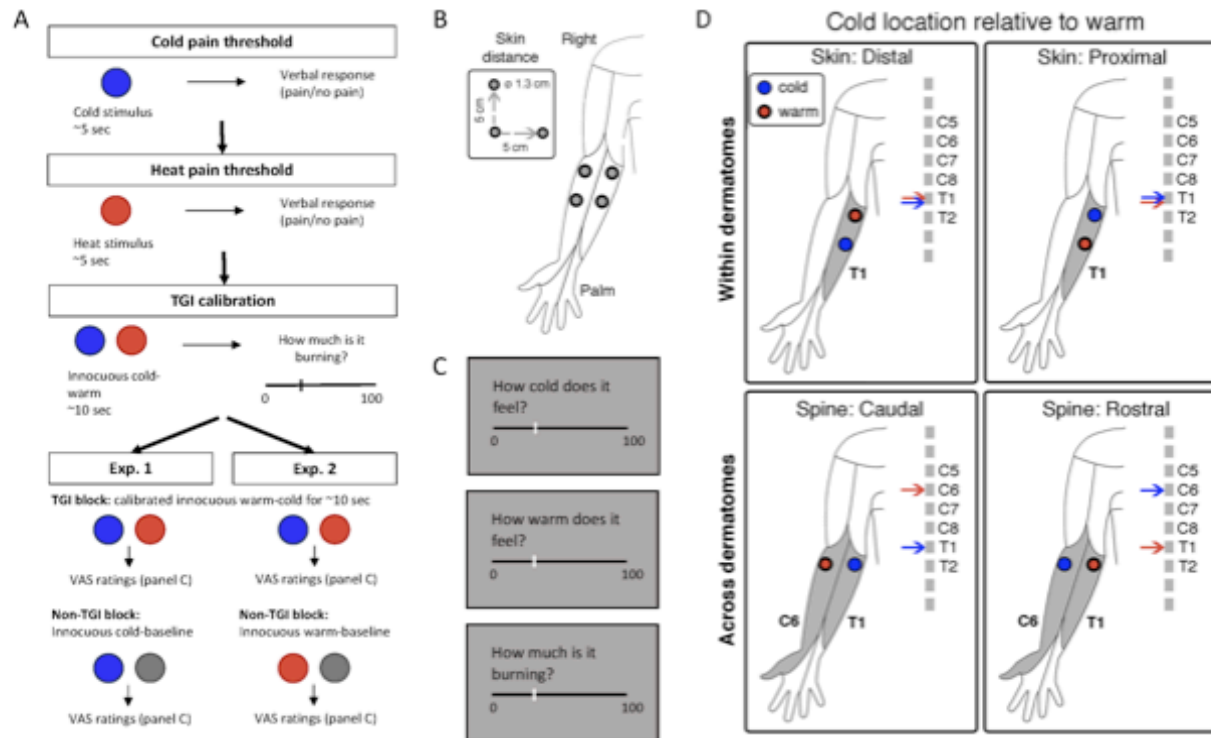 A
Cold pain threshold
Cold stimulus
~5 sec
Verbal response
(pain/no pain)
Heat pain threshold
Heat stimulus
~5 sec
Verbal response
(pain/no pain)
TGI calibration
Innocuous cold-
warm
~10 sec
How much is it
burning?
0 100
Exp. 1 Exp. 2
TGI block: calibrated innocuous warm-cold for ~10 sec
VAS ratings (panel C) VAS ratings (panel C)
Non-TGI block:
Innocuous cold-baseline
Non-TGI block:
Innocuous warm-baseline
VAS ratings (panel C) VAS ratings (panel C)
B
Skin
distance
Right
ø 1.3 cm
5 cm
Palm
C
How cold does it
feel?
0 100
How warm does it
feel?
0 100
How much is it
burning?
0 100
D
Cold location relative to warm
Within dermatomes
Skin: Distal
cold
warm
C5
C6
C7
C8
T1
T2
T1
Skin: Proximal
C5
C6
C7
C8
T1
T2
T1
Across dermatomes
Spine: Caudal
C5
C6
C7
C8
T1
T2
C6 T1
Spine: Rostral
C5
C6
C7
C8
T1
T2
C6 T1